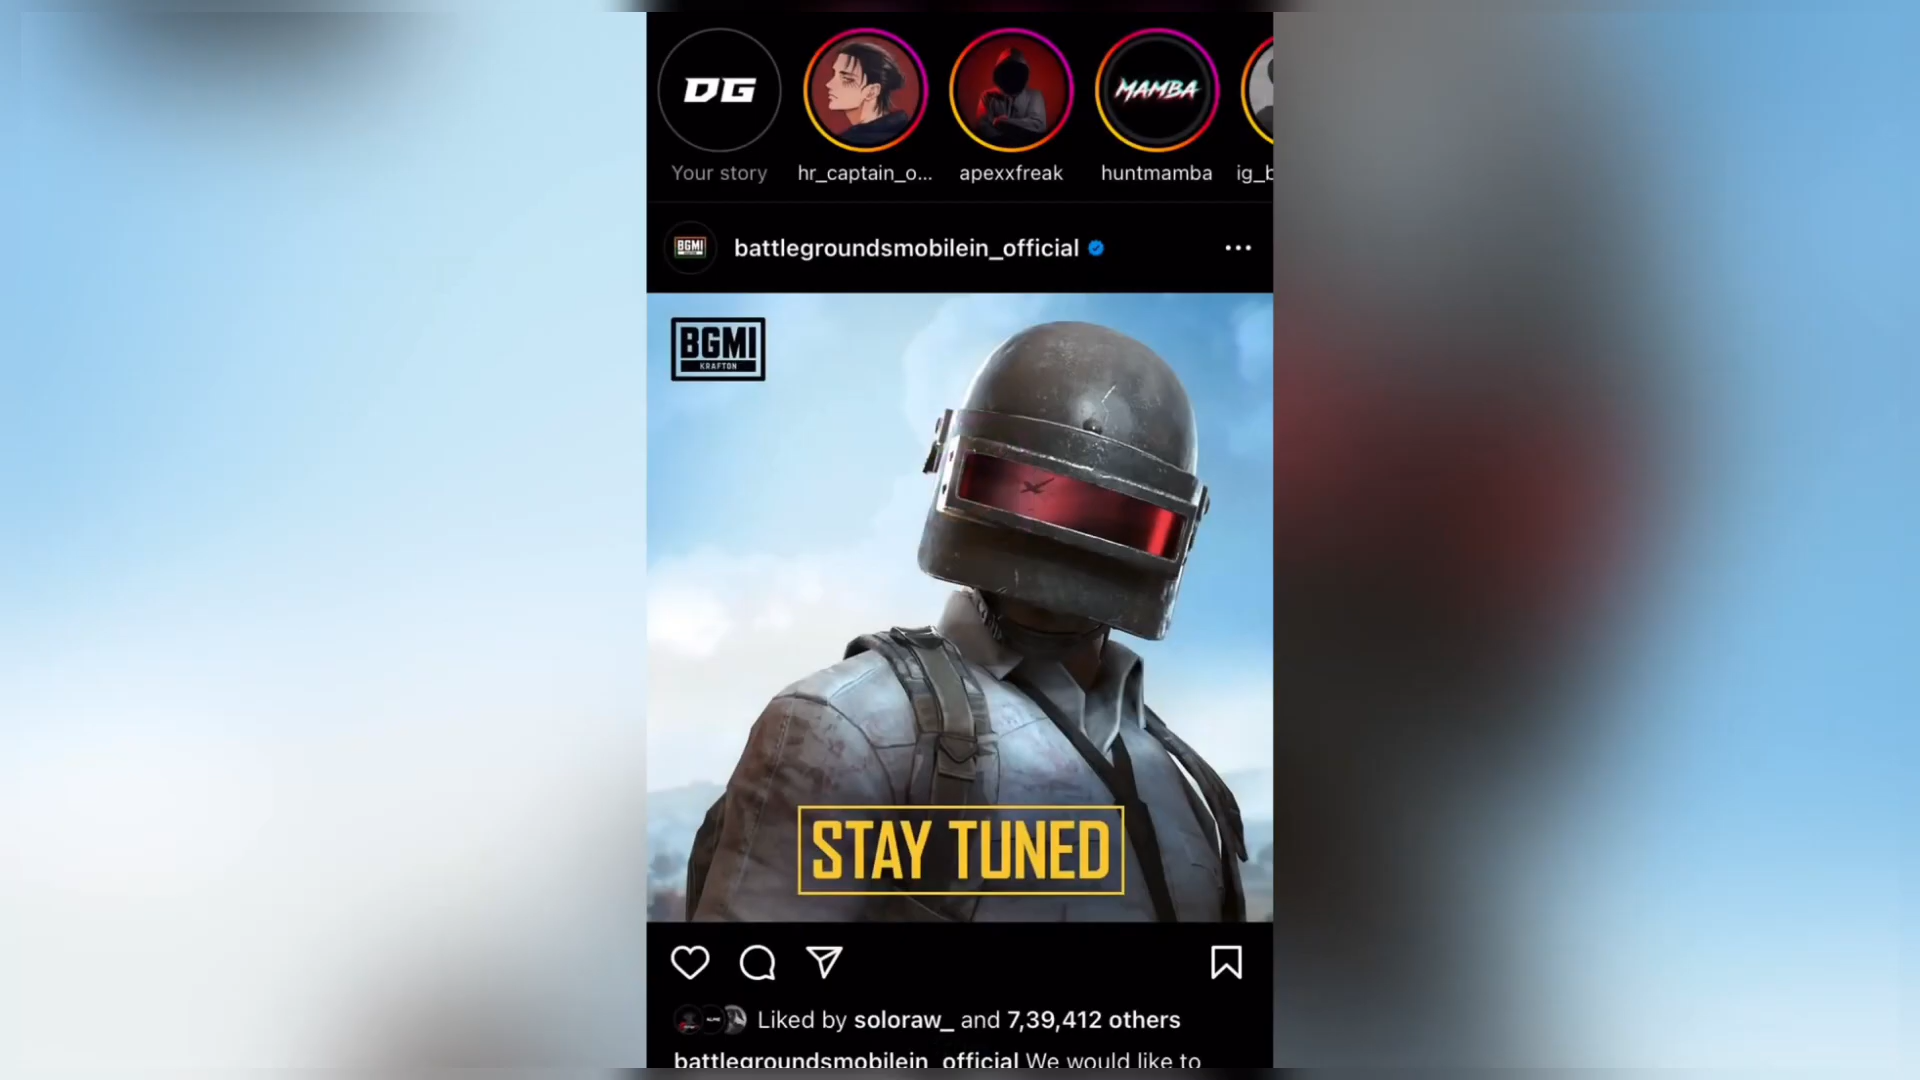 DG
MAMBA
Your story
hr_captain_o...
apexxfreak
huntmamba
ig_b
BGMI
battlegroundsmobilein_official
BGMI
KRAFTON
STAY TUNED
Liked by soloraw_ and 7,39,412 others
battlegroundsmobilein_official We would like to